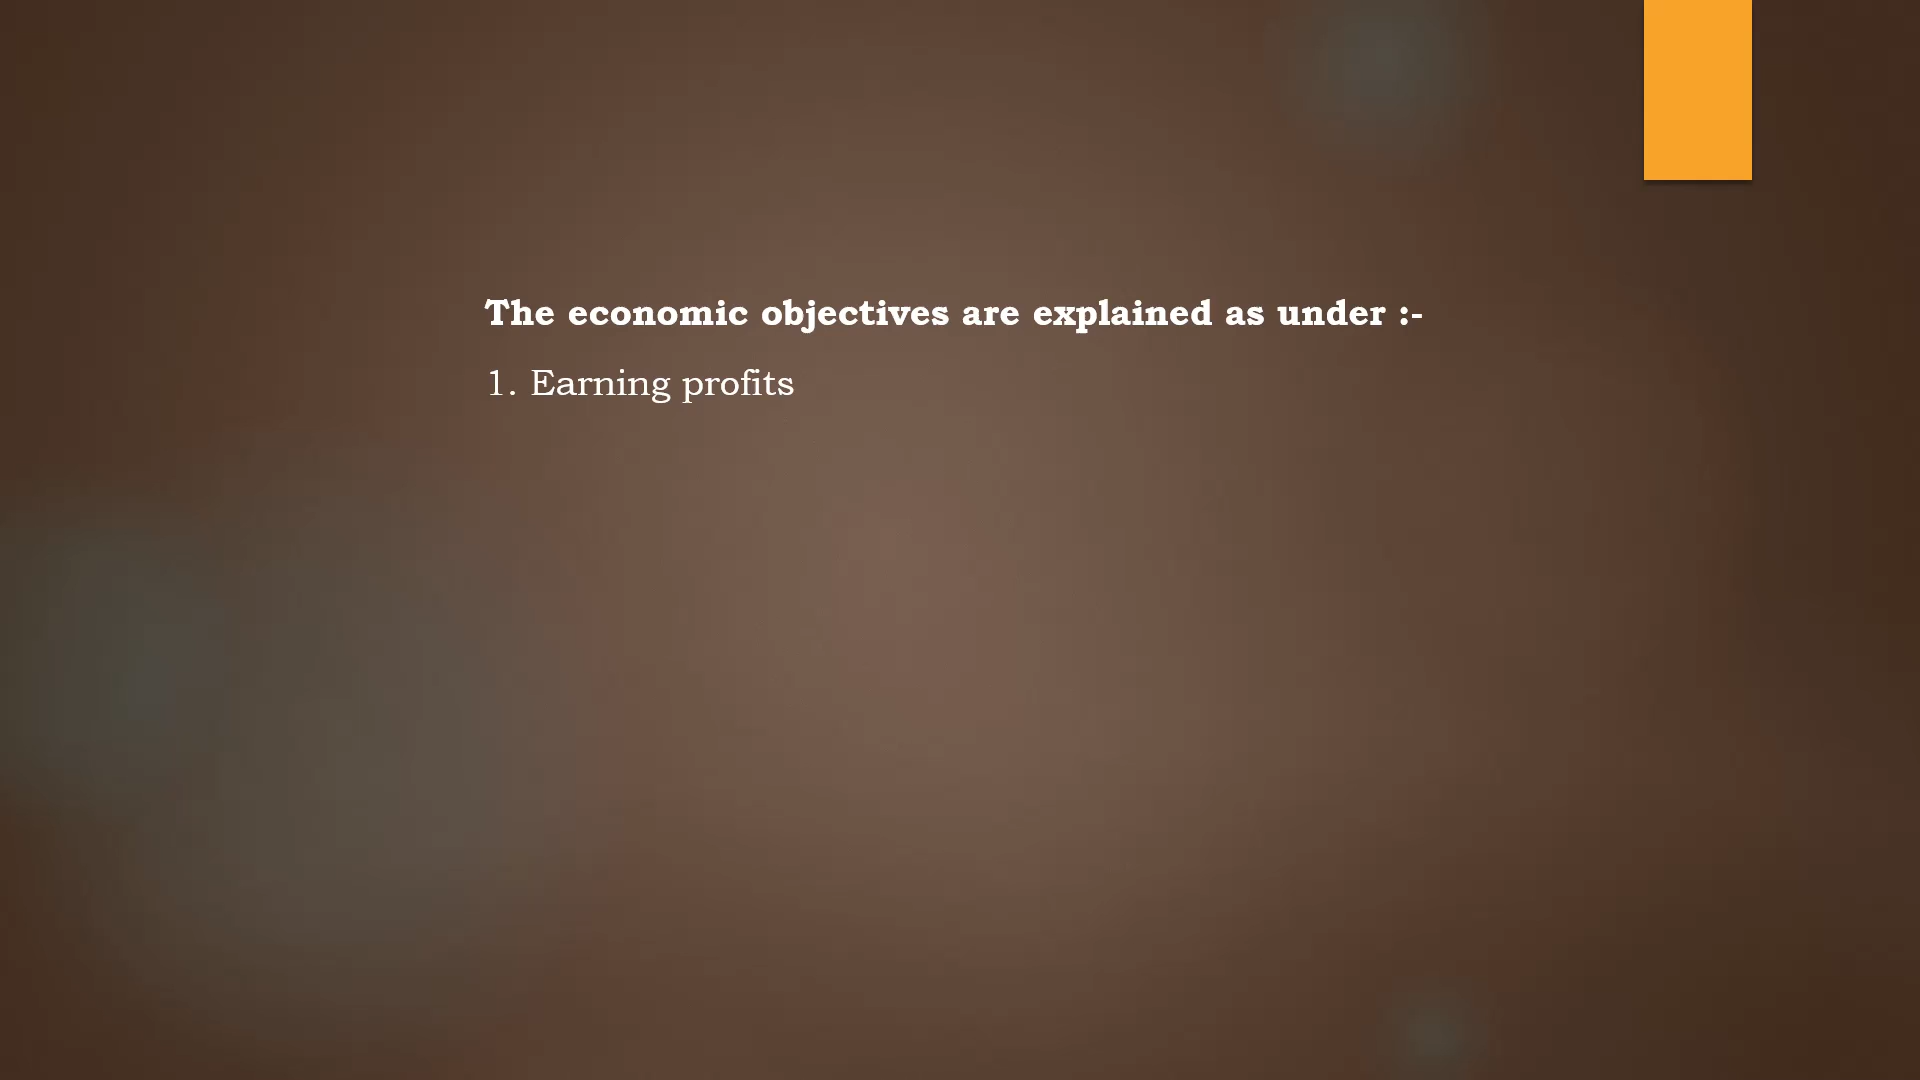 The economic objectives are explained as under :-
1. Earning profits